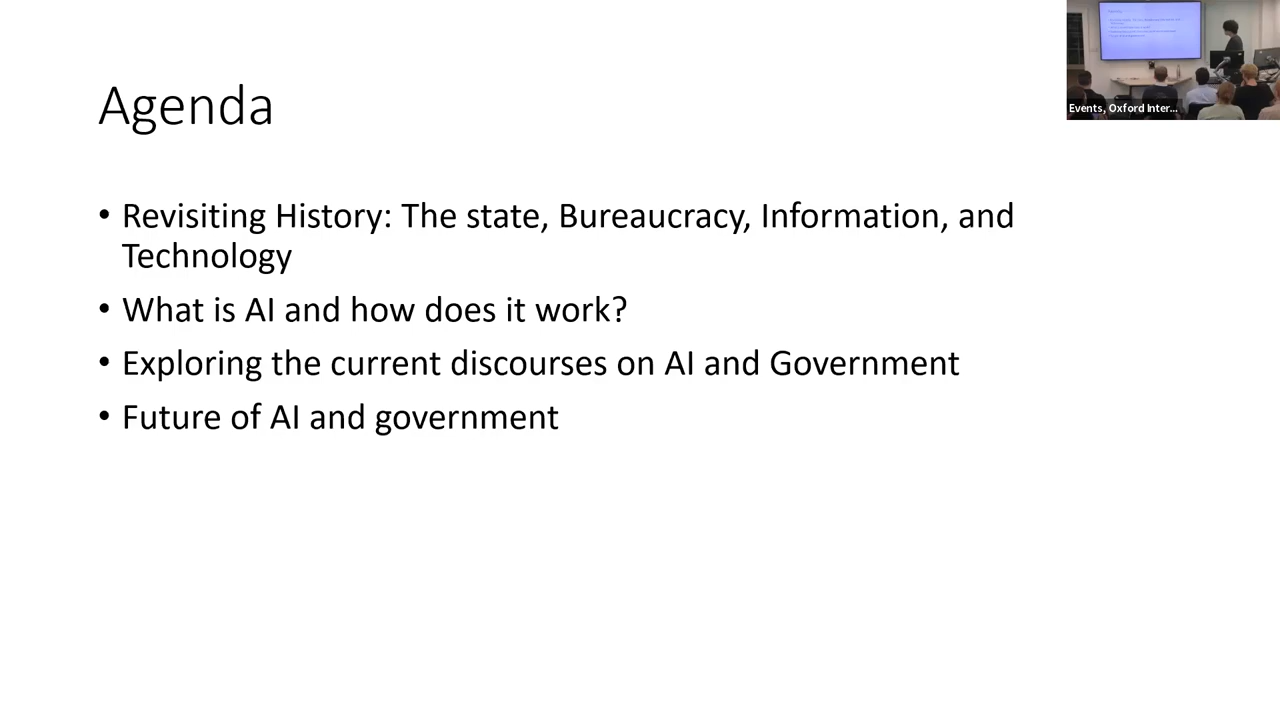 Agenda
• Revisiting History: The state, Bureaucracy, Information, and
Technology
• What is AI and how does it work?
• Exploring the current discourses on AI and Government
• Future of AI and government
Events, Oxford Inter...